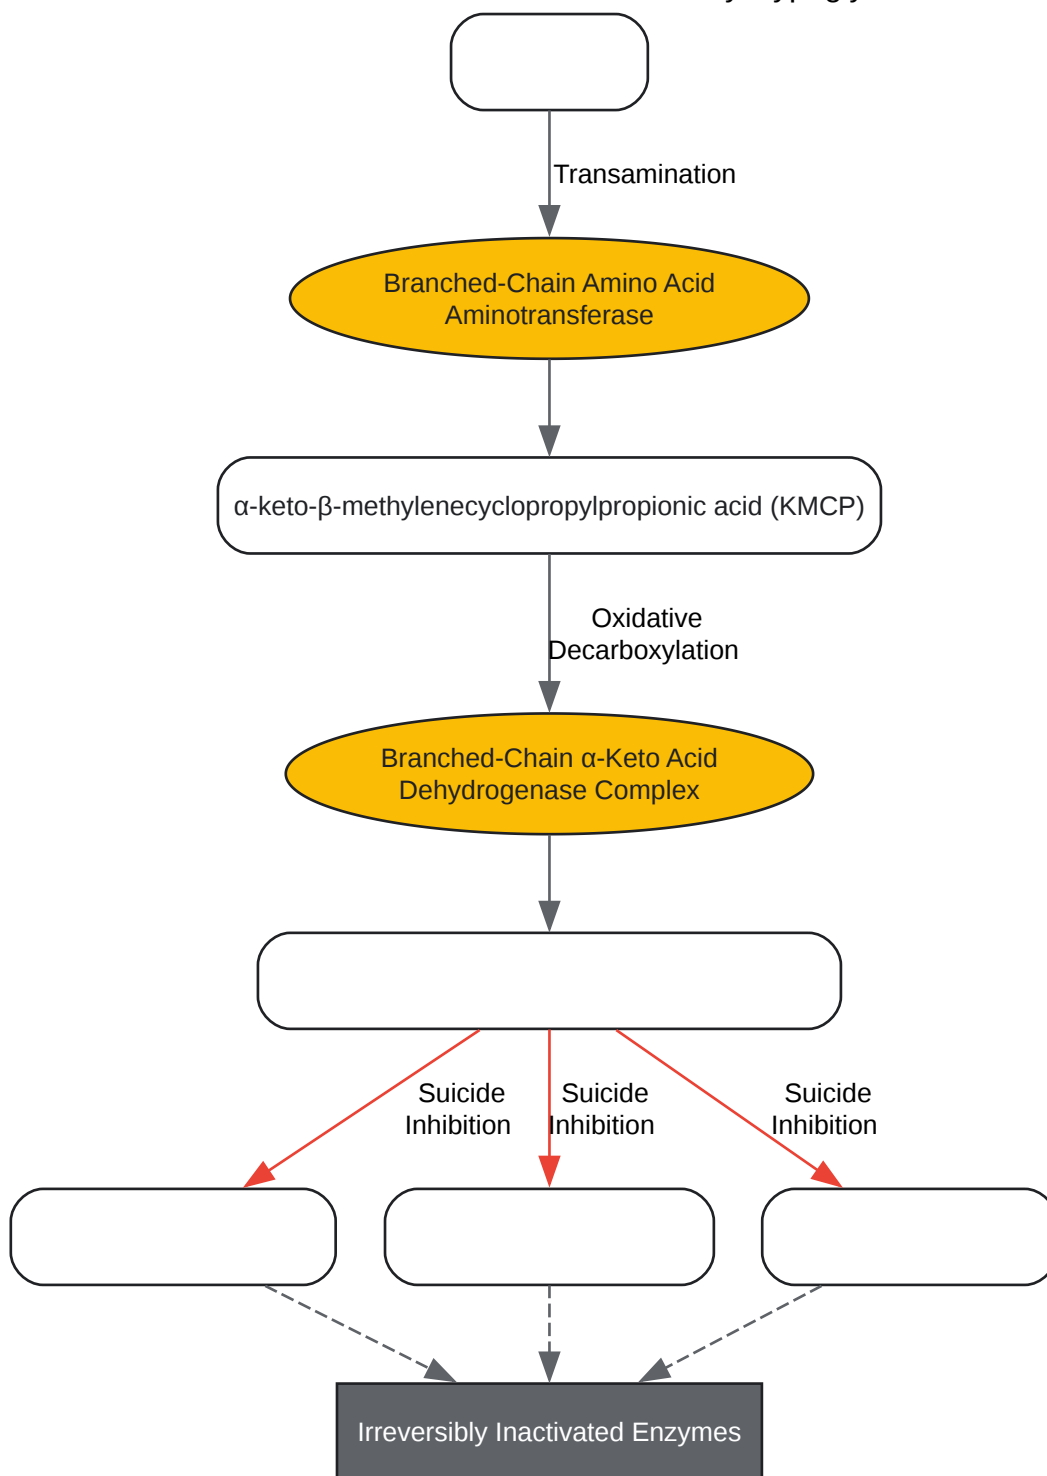 Transamination
Branched-Chain Amino Acid
Aminotransferase
α-keto-β-methylenecyclopropylpropionic acid (KMCP)
Oxidative
Decarboxylation
Branched-Chain α-Keto Acid
Dehydrogenase Complex
Suicide
Inhibition
Suicide
Inhibition
Suicide
Inhibition
Irreversibly Inactivated Enzymes